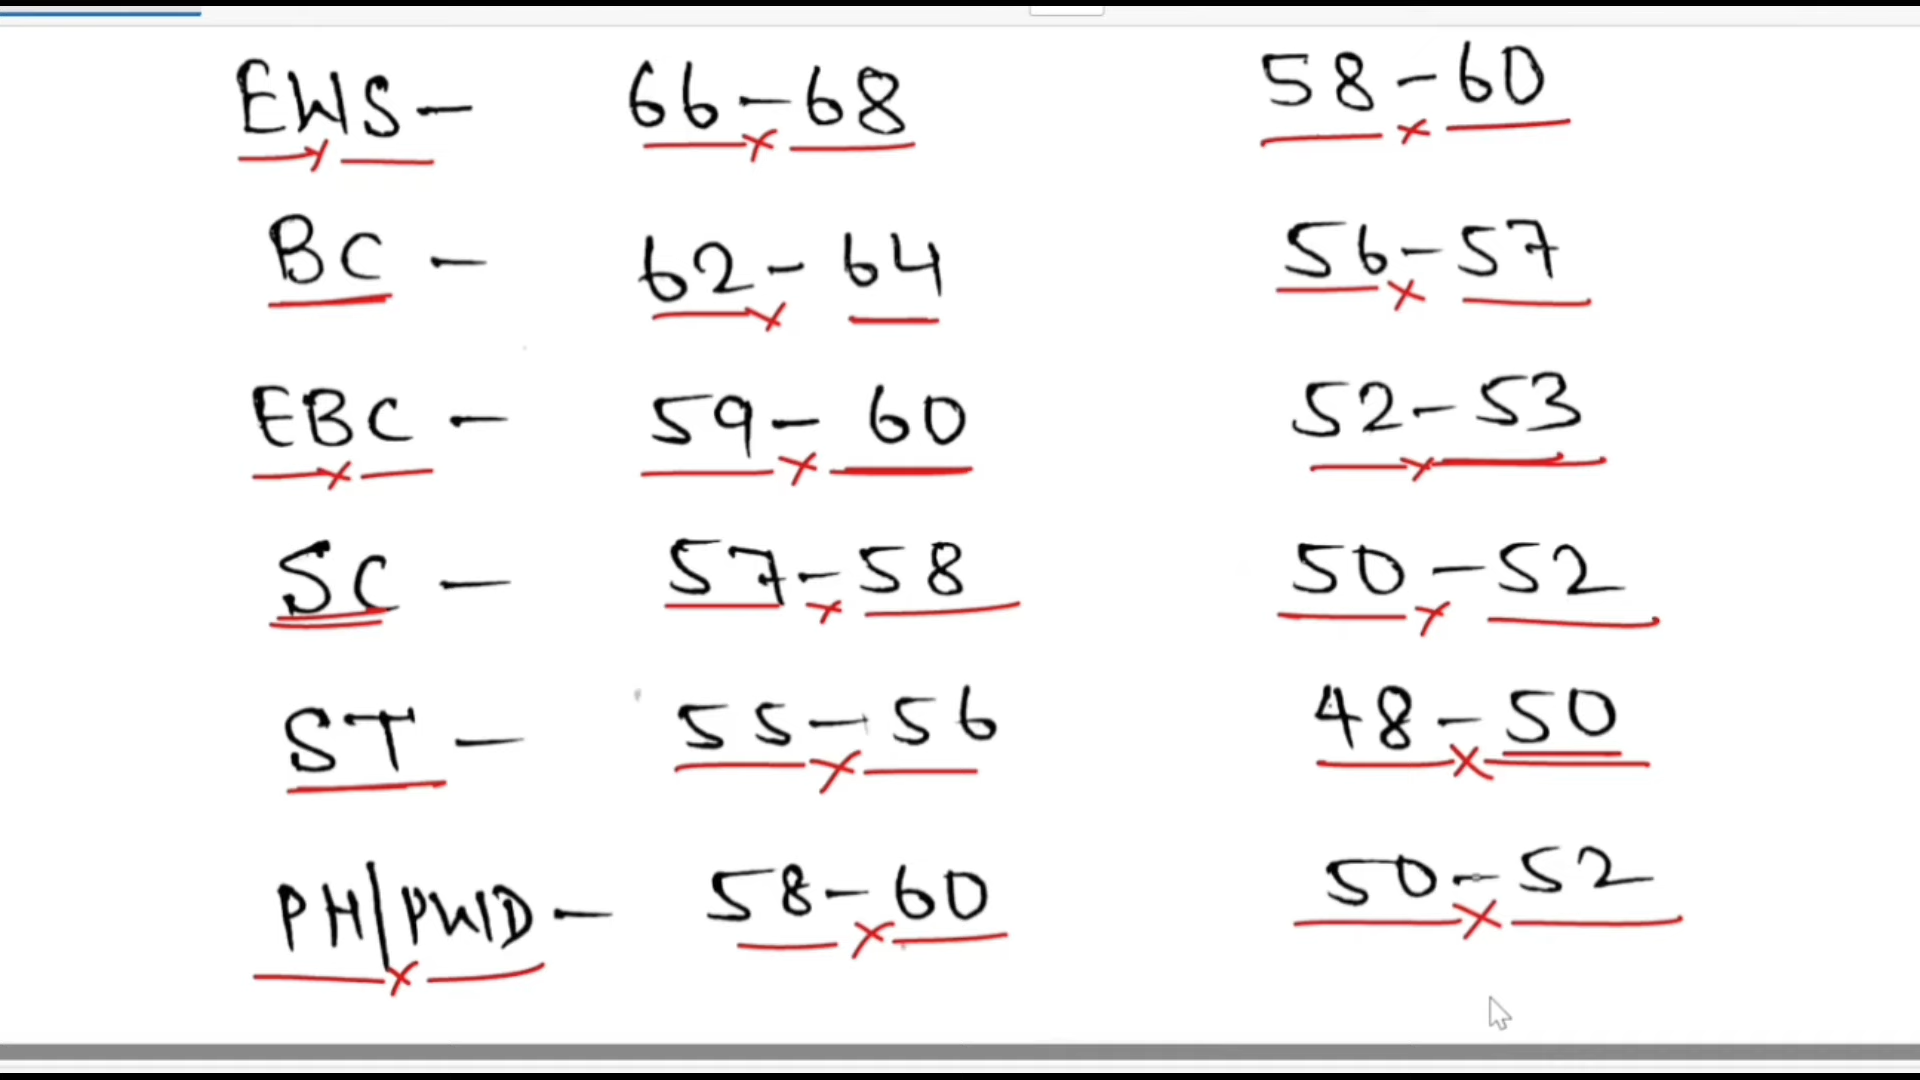 EWS - 66-68 58-60
BC - 62-64 56-57
EBC - 59-60 52-53
SC - 57-58 50-52
ST - 55-56 48-50
PH/PWD - 58-60 50-52